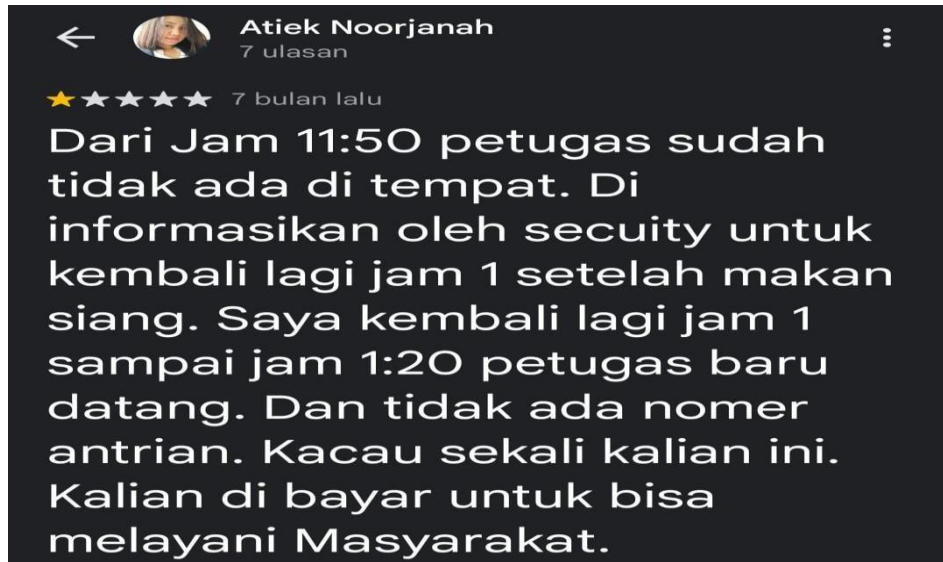 Atiek Noorjanah
7 ulasan
7 bulan lalu
Dari Jam 11:50 petugas sudah
tidak ada di tempat. Di
informasikan oleh secuity untuk
kembali lagi jam 1 setelah makan
siang. Saya kembali lagi jam 1
sampai jam 1:20 petugas baru
datang. Dan tidak ada nomer
antrian. Kacau sekali kalian ini.
Kalian di bayar untuk bisa
melayani Masyarakat.